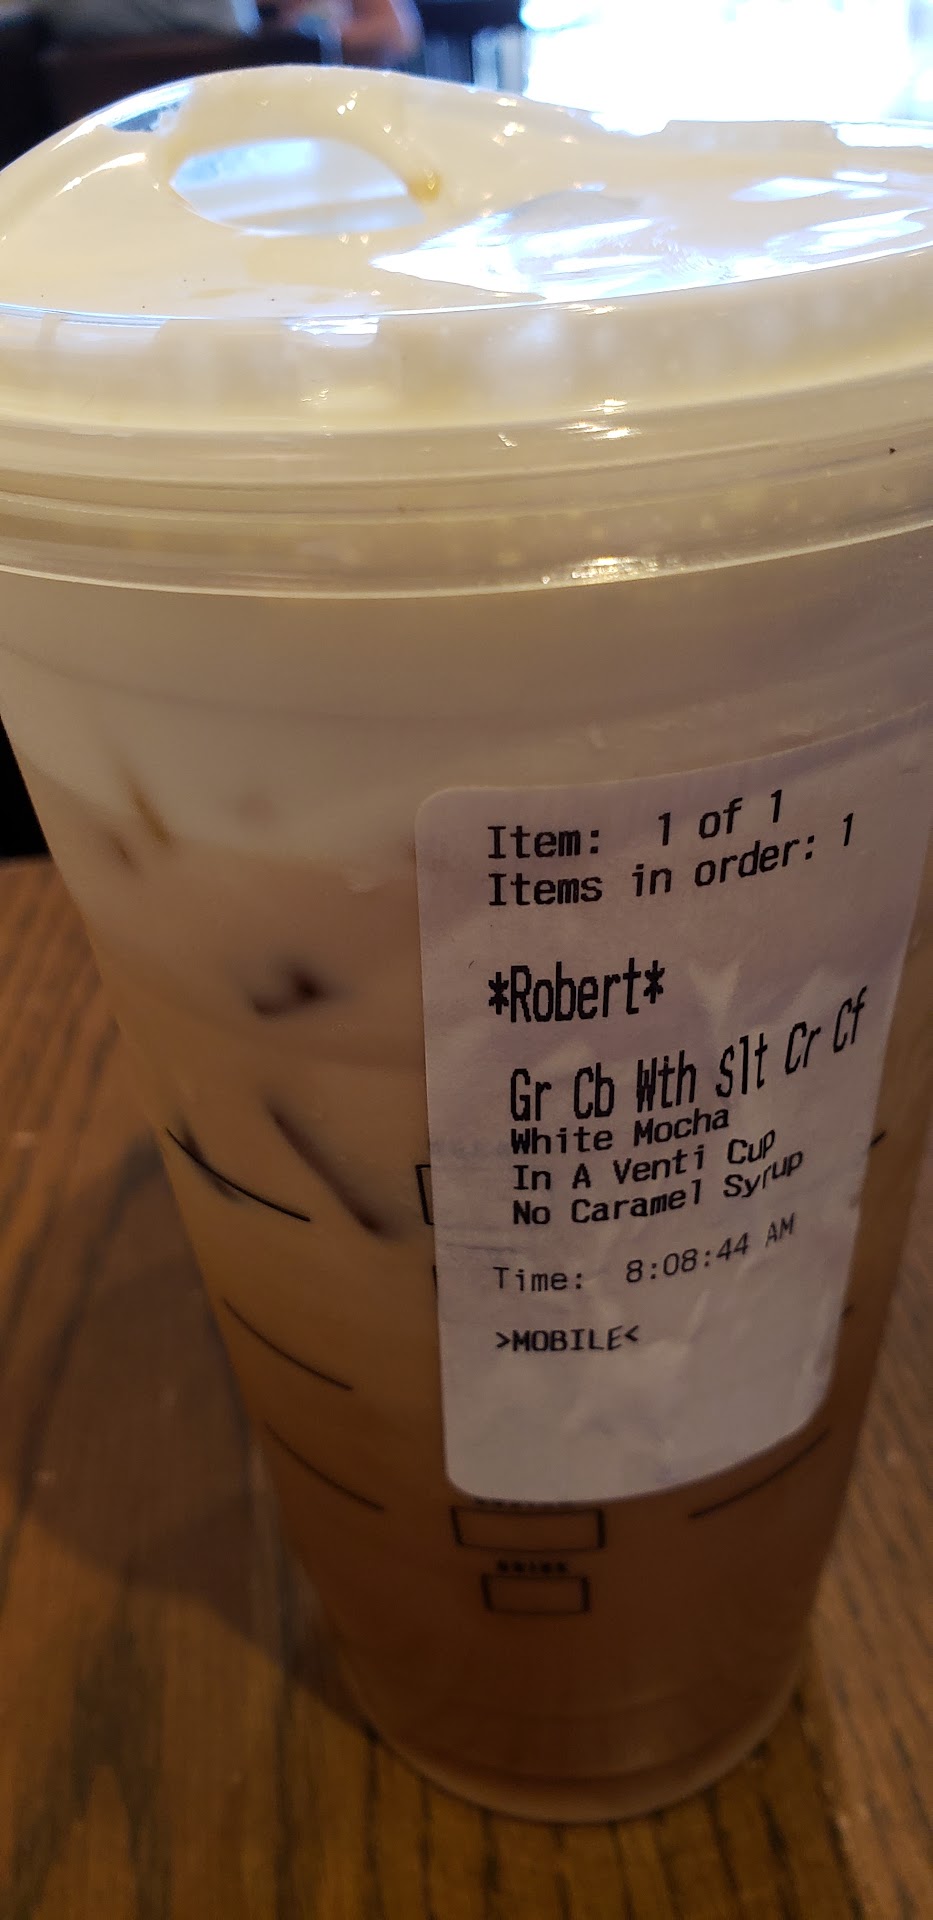 Item: 1 of 1
Items in order: 1
*Robert*
Gr Cb Wth Slt Cr Cf
White Mocha
In A Venti Cup
No Caramel Syrup
Time: 8:08:44 AM
>MOBILE<